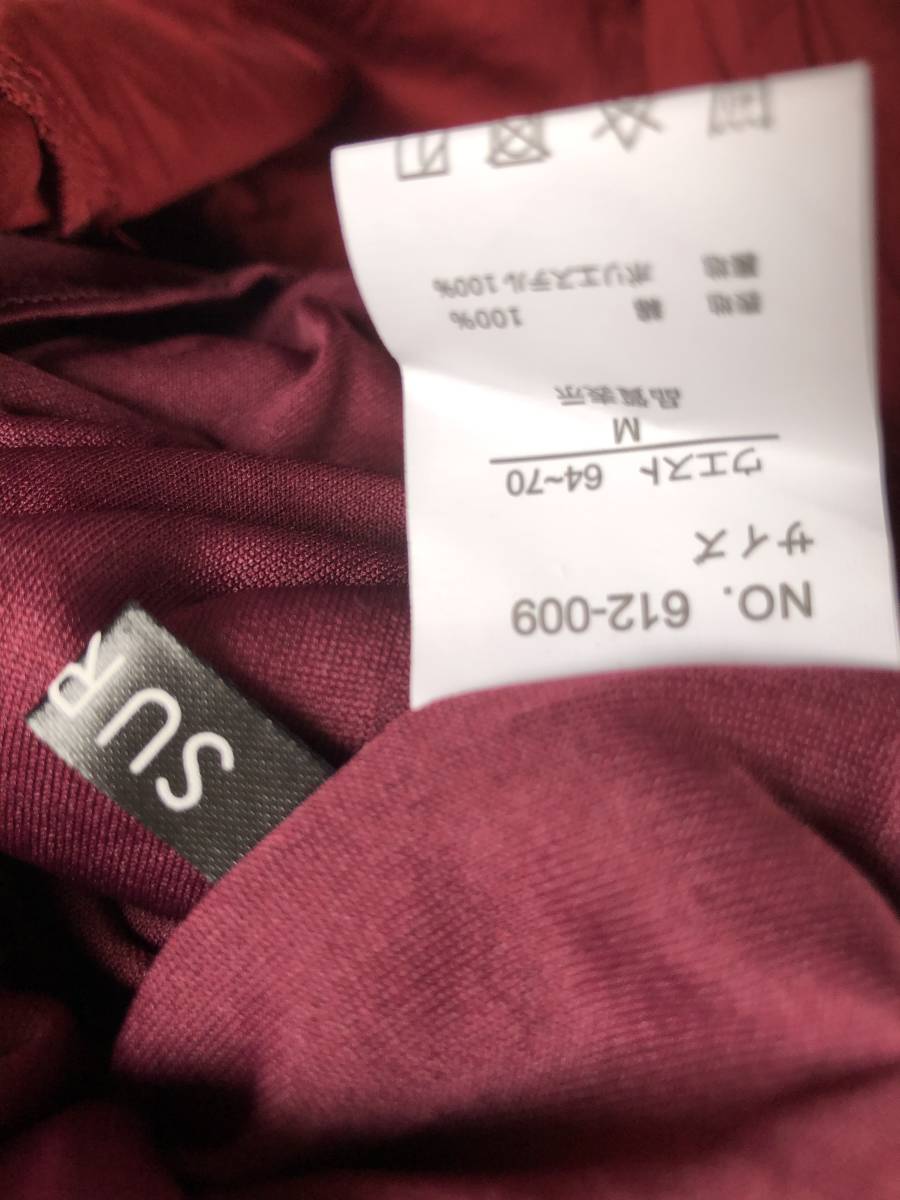 NO. 612-009
サイズ
ウエスト 64~70
M
品質表示
表地 綿 100%
裏地 ポリエステル100%
SUR